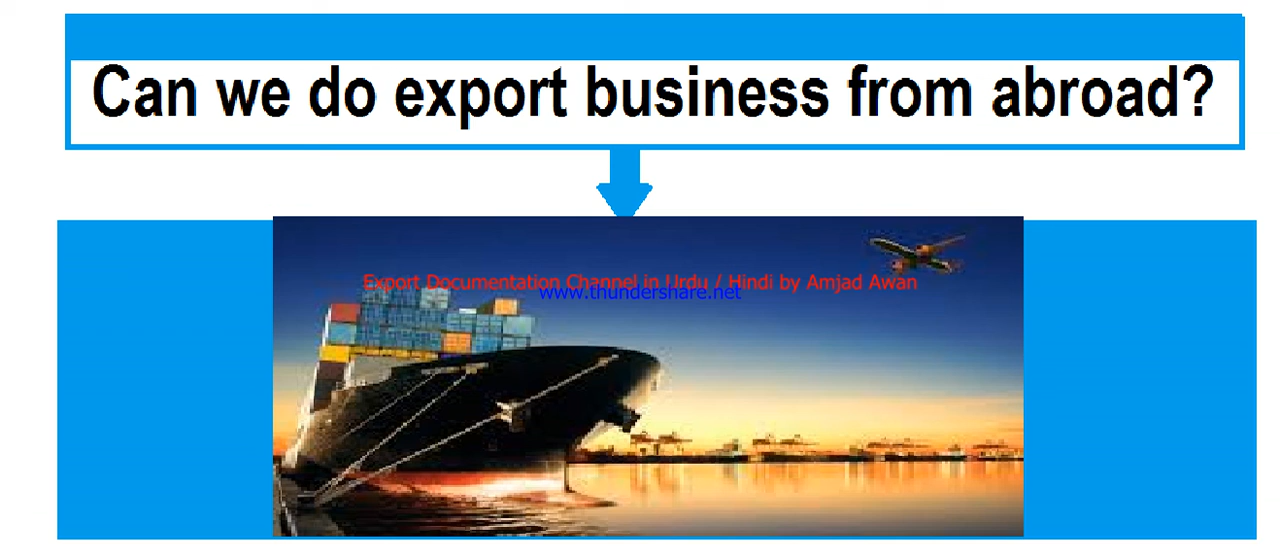 Can we do export business from abroad?
Export Documentation Channel in Urdu / Hindi by Amjad Awan
www.thundershare.net